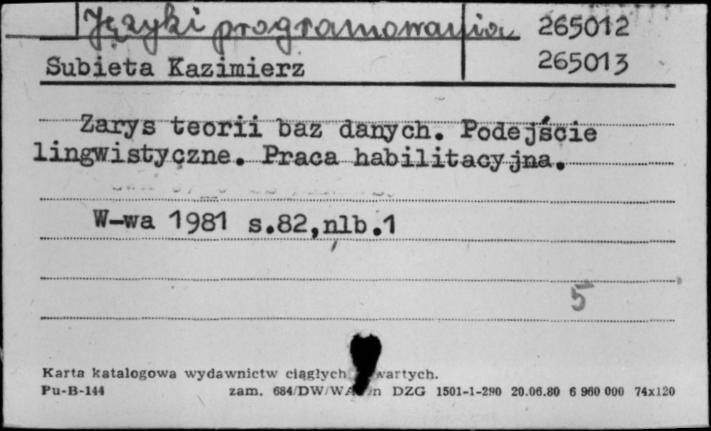 Języki programowania 265012
Subieta Kazimierz 265013
Zarys teorii baz danych. Podejście
lingwistyczne. Praca habilitacyjna.
W-wa 1981 s.82,nlb.1
5
Karta katalogowa wydawnictw ciągłych wartych.
Pu-B-144 zam. 684/DW/WA n DZG 1501-1-290 20.06.80 6 960 000 74x120